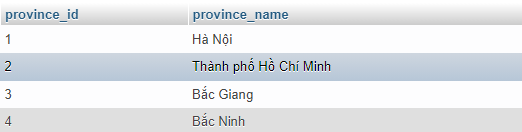 province_id province_name
1 Hà Nội
2 Thành phố Hồ Chí Minh
3 Bắc Giang
4 Bắc Ninh